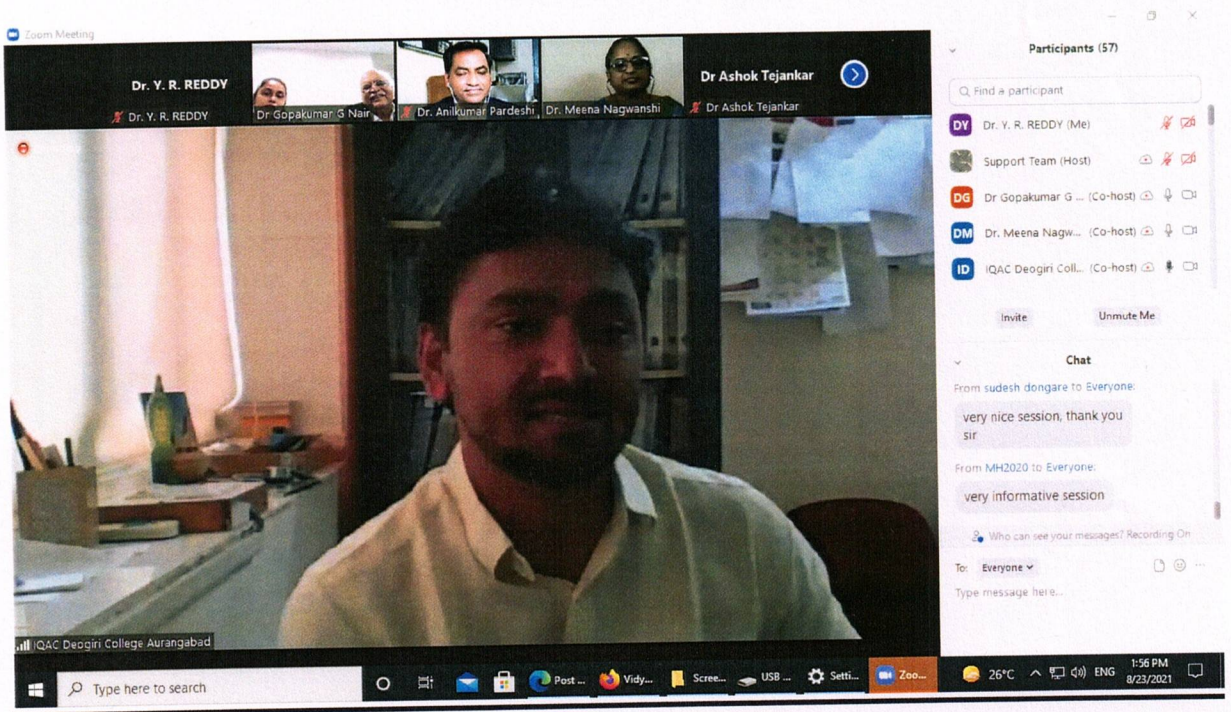 Zoom Meeting
Dr. Y. R. REDDY
Dr. Y. R. REDDY
Dr Gopakumar G Nair
Dr. Anilkumar Pardeshi
Dr. Meena Nagwanshi
Dr Ashok Tejankar
Dr Ashok Tejankar
Participants (57)
Find a participant
DY Dr. Y. R. REDDY (Me)
Support Team (Host)
DG Dr Gopakumar G ... (Co-host)
DM Dr. Meena Nagw... (Co-host)
ID IQAC Deogiri Coll... (Co-host)
Invite Unmute Me
Chat
From sudesh dongare to Everyone:
very nice session, thank you
sir
From MH2020 to Everyone:
very informative session
Who can see your messages? Recording On
To: Everyone
Type message here...
IQAC Deogiri College Aurangabad
Type here to search
Post ...
Vidy...
Scree...
USB ...
Setti...
Zoo...
26°C
ENG
1:56 PM
8/23/2021